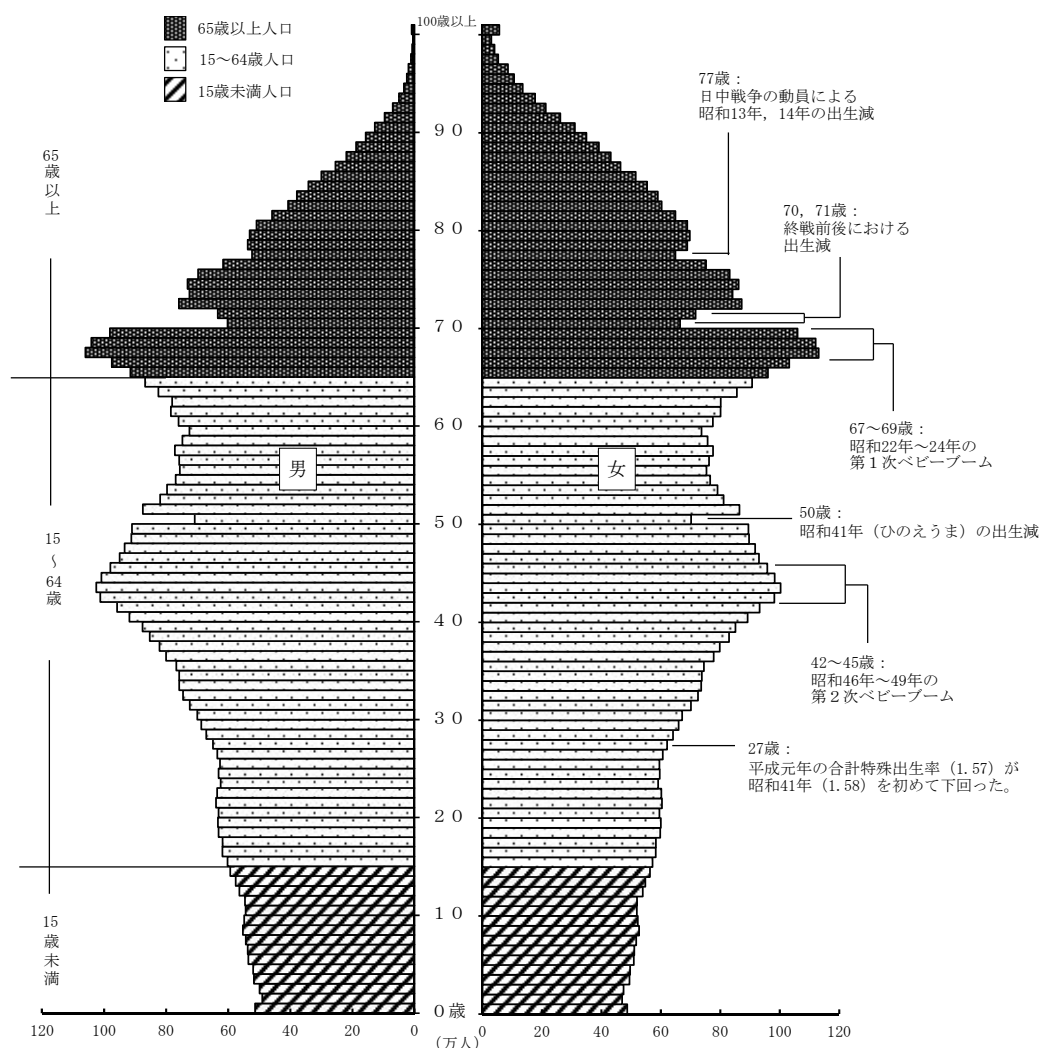 65歳以上人口
15～64歳人口
15歳未満人口
100歳以上
90
80
70
60
50
40
30
20
10
0歳
65歳以上
15～64歳
15歳未満
男
女
77歳：
日中戦争の動員による
昭和13年，14年の出生減
70，71歳：
終戦前後における
出生減
67～69歳：
昭和22年～24年の
第１次ベビーブーム
50歳：
昭和41年（ひのえうま）の出生減
42～45歳：
昭和46年～49年の
第２次ベビーブーム
27歳：
平成元年の合計特殊出生率（1.57）が
昭和41年（1.58）を初めて下回った。
120 100 80 60 40 20 0
0 20 40 60 80 100 120
（万人）